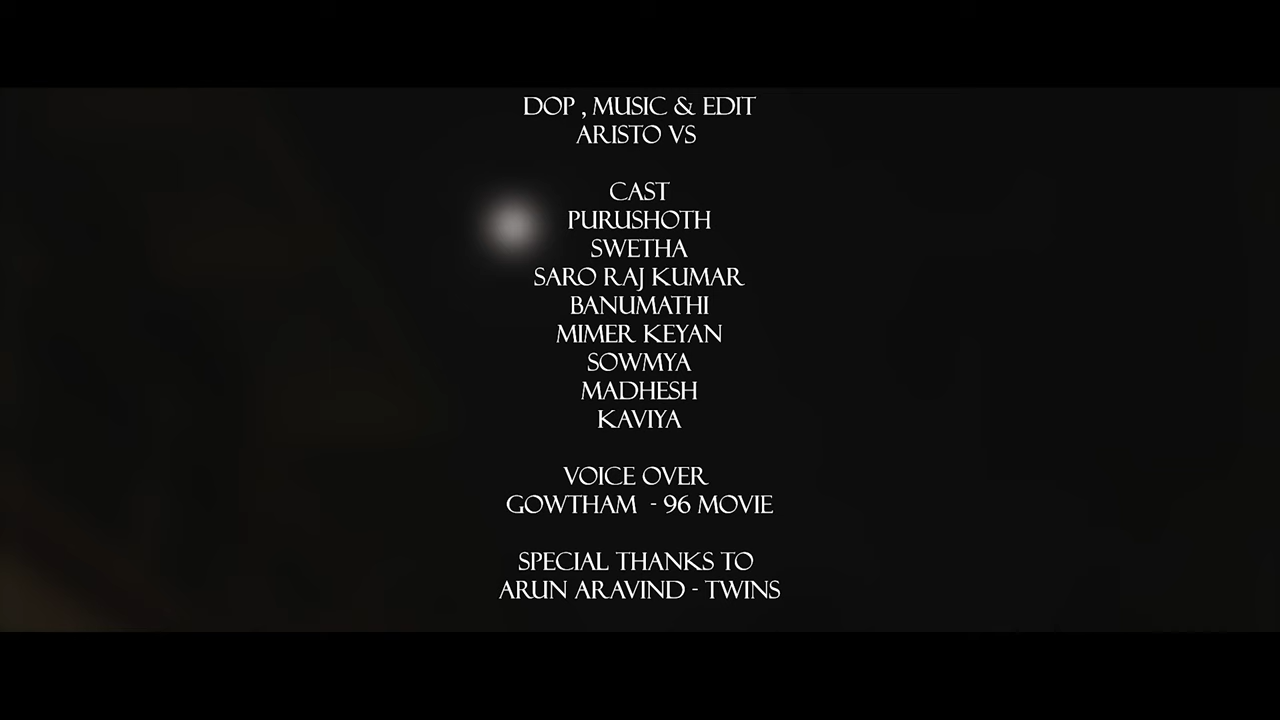 DOP , MUSIC & EDIT
ARISTO VS
CAST
PURUSHOTH
SWETHA
SARO RAJ KUMAR
BANUMATHI
MIMER KEYAN
SOWMYA
MADHESH
KAVIYA
VOICE OVER
GOWTHAM - 96 MOVIE
SPECIAL THANKS TO
ARUN ARAVIND - TWINS